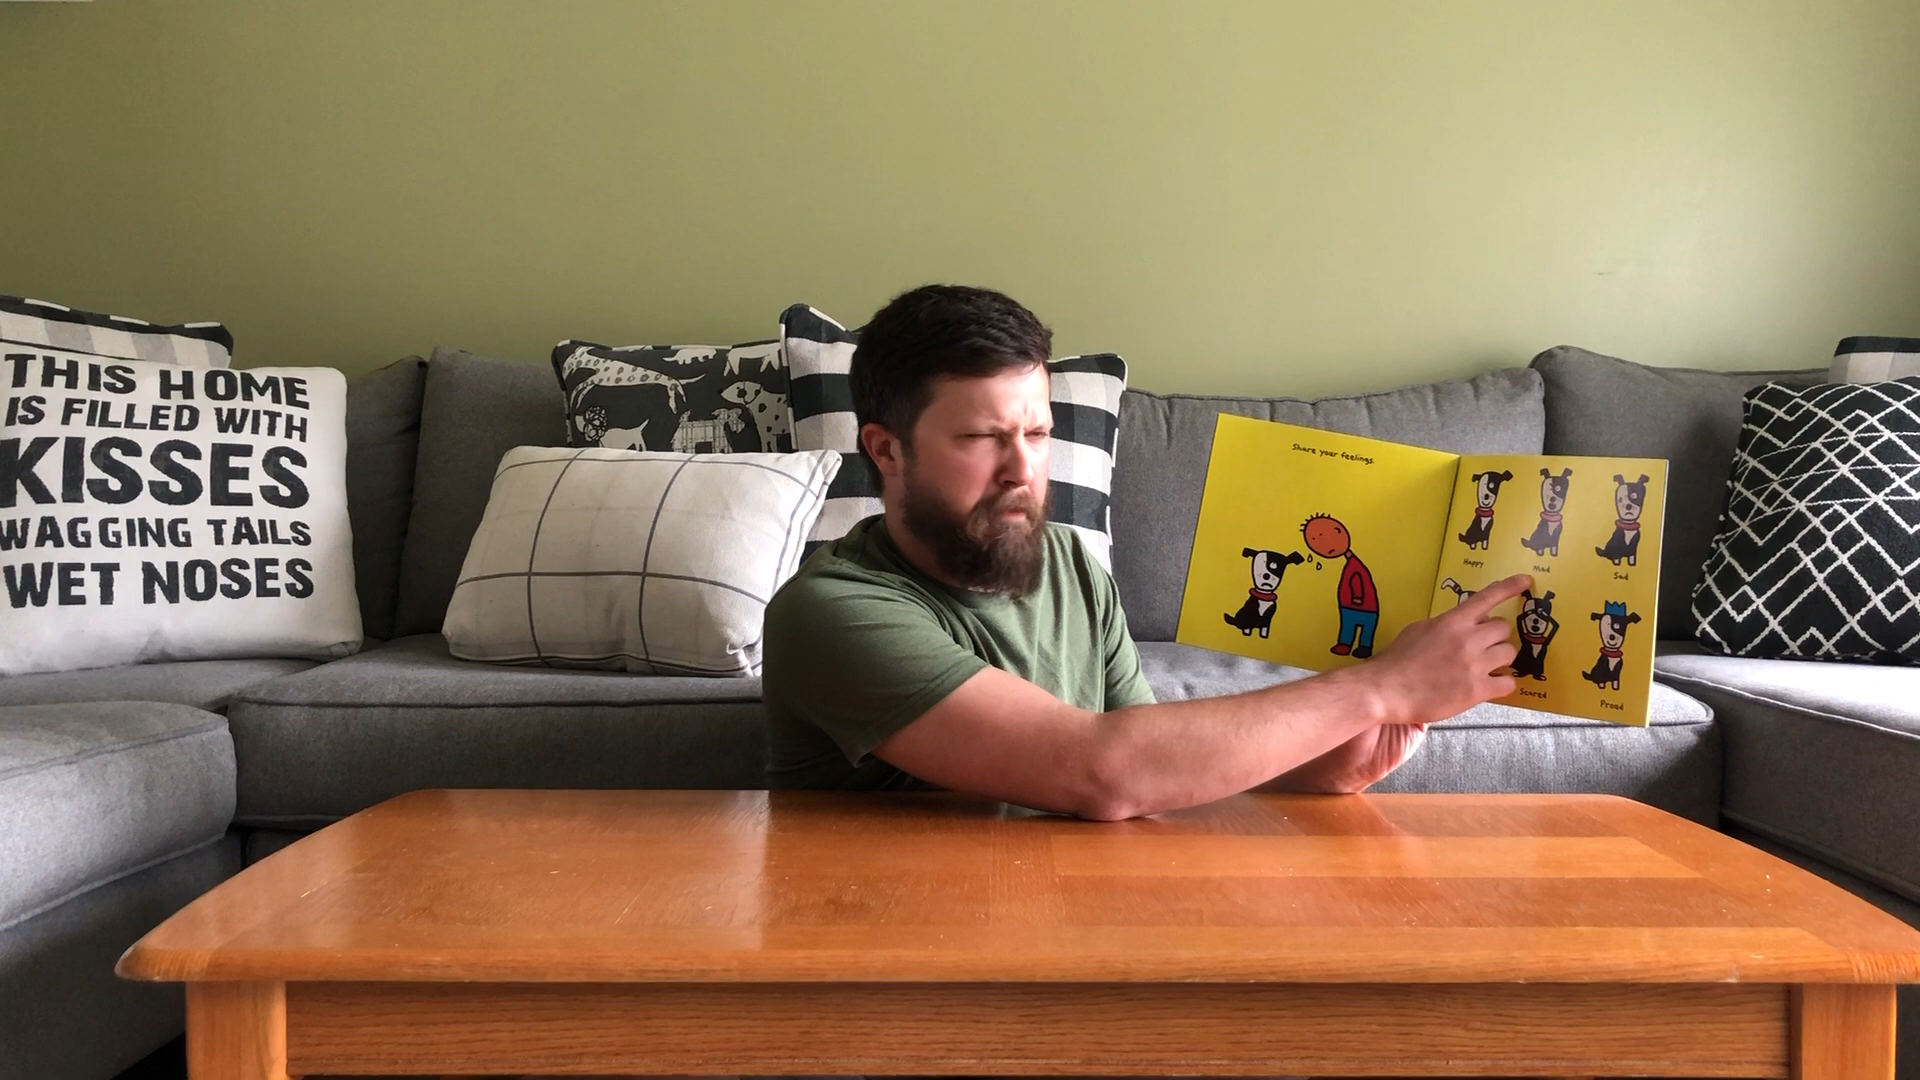 THIS HOME
IS FILLED WITH
KISSES
WAGGING TAILS
WET NOSES
Share your feelings.
Happy
Mad
Sad
Scared
Proud